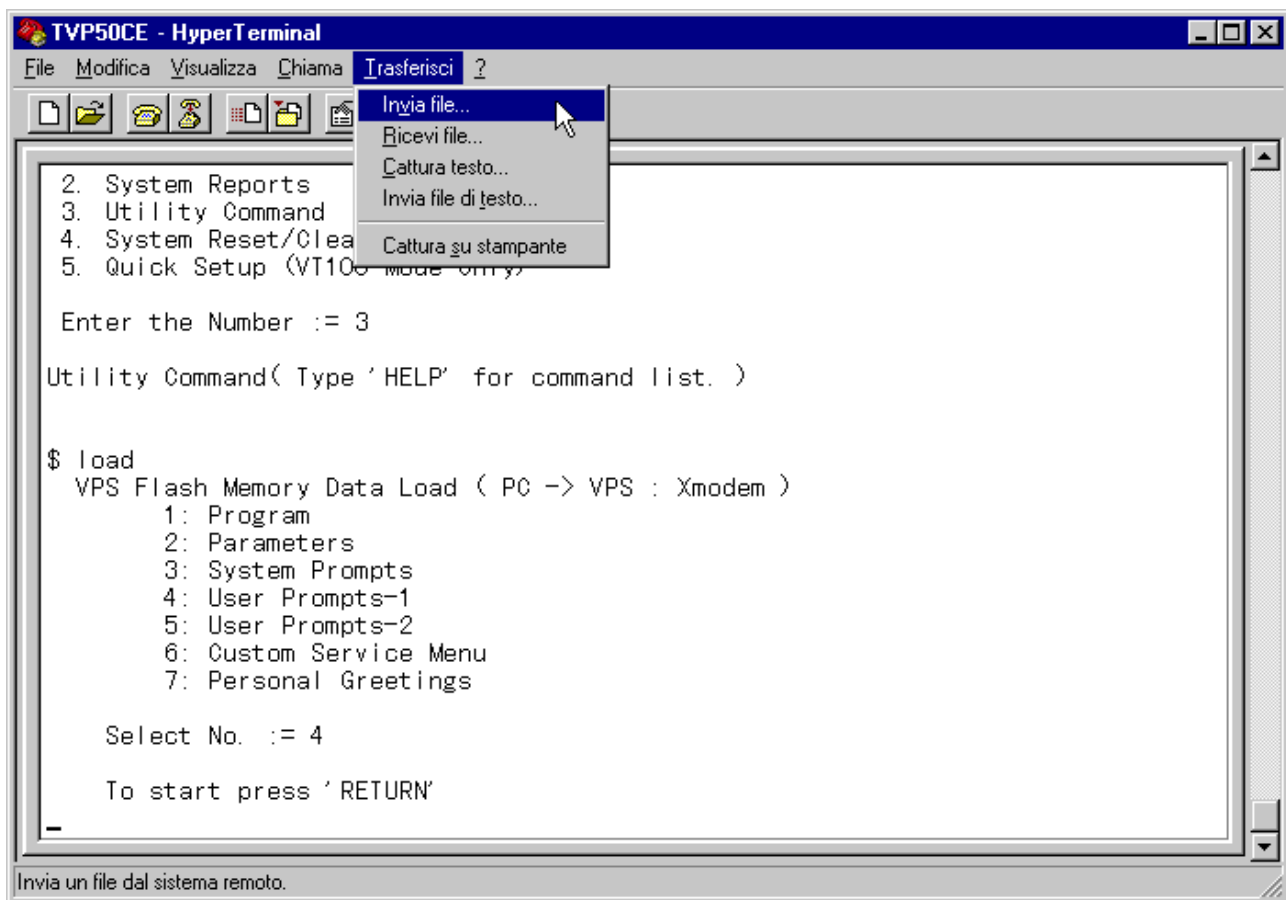 TVP50CE - HyperTerminal
File Modifica Visualizza Chiama Trasferisci ?
Invia file...
Ricevi file...
Cattura testo...
Invia file di testo...
Cattura su stampante
2. System Reports
3. Utility Command
4. System Reset/Clea
5. Quick Setup (VT100 Mode Only)
Enter the Number := 3
Utility Command( Type 'HELP' for command list. )
$ load
VPS Flash Memory Data Load ( PC -> VPS : Xmodem )
1: Program
2: Parameters
3: System Prompts
4: User Prompts-1
5: User Prompts-2
6: Custom Service Menu
7: Personal Greetings
Select No. := 4
To start press 'RETURN'
Invia un file dal sistema remoto.